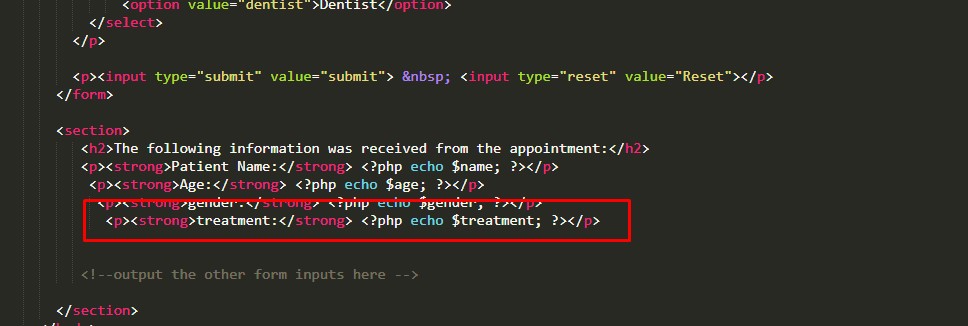 <option value="dentist">Dentist</option>
</select>
</p>
<p><input type="submit" value="submit"> &nbsp; <input type="reset" value="Reset"></p>
</form>
<section>
<h2>The following information was received from the appointment:</h2>
<p><strong>Patient Name:</strong> <?php echo $name; ?></p>
<p><strong>Age:</strong> <?php echo $age; ?></p>
<p><strong>gender:</strong> <?php echo $gender; ?></p>
<p><strong>treatment:</strong> <?php echo $treatment; ?></p>
<!--output the other form inputs here -->
</section>